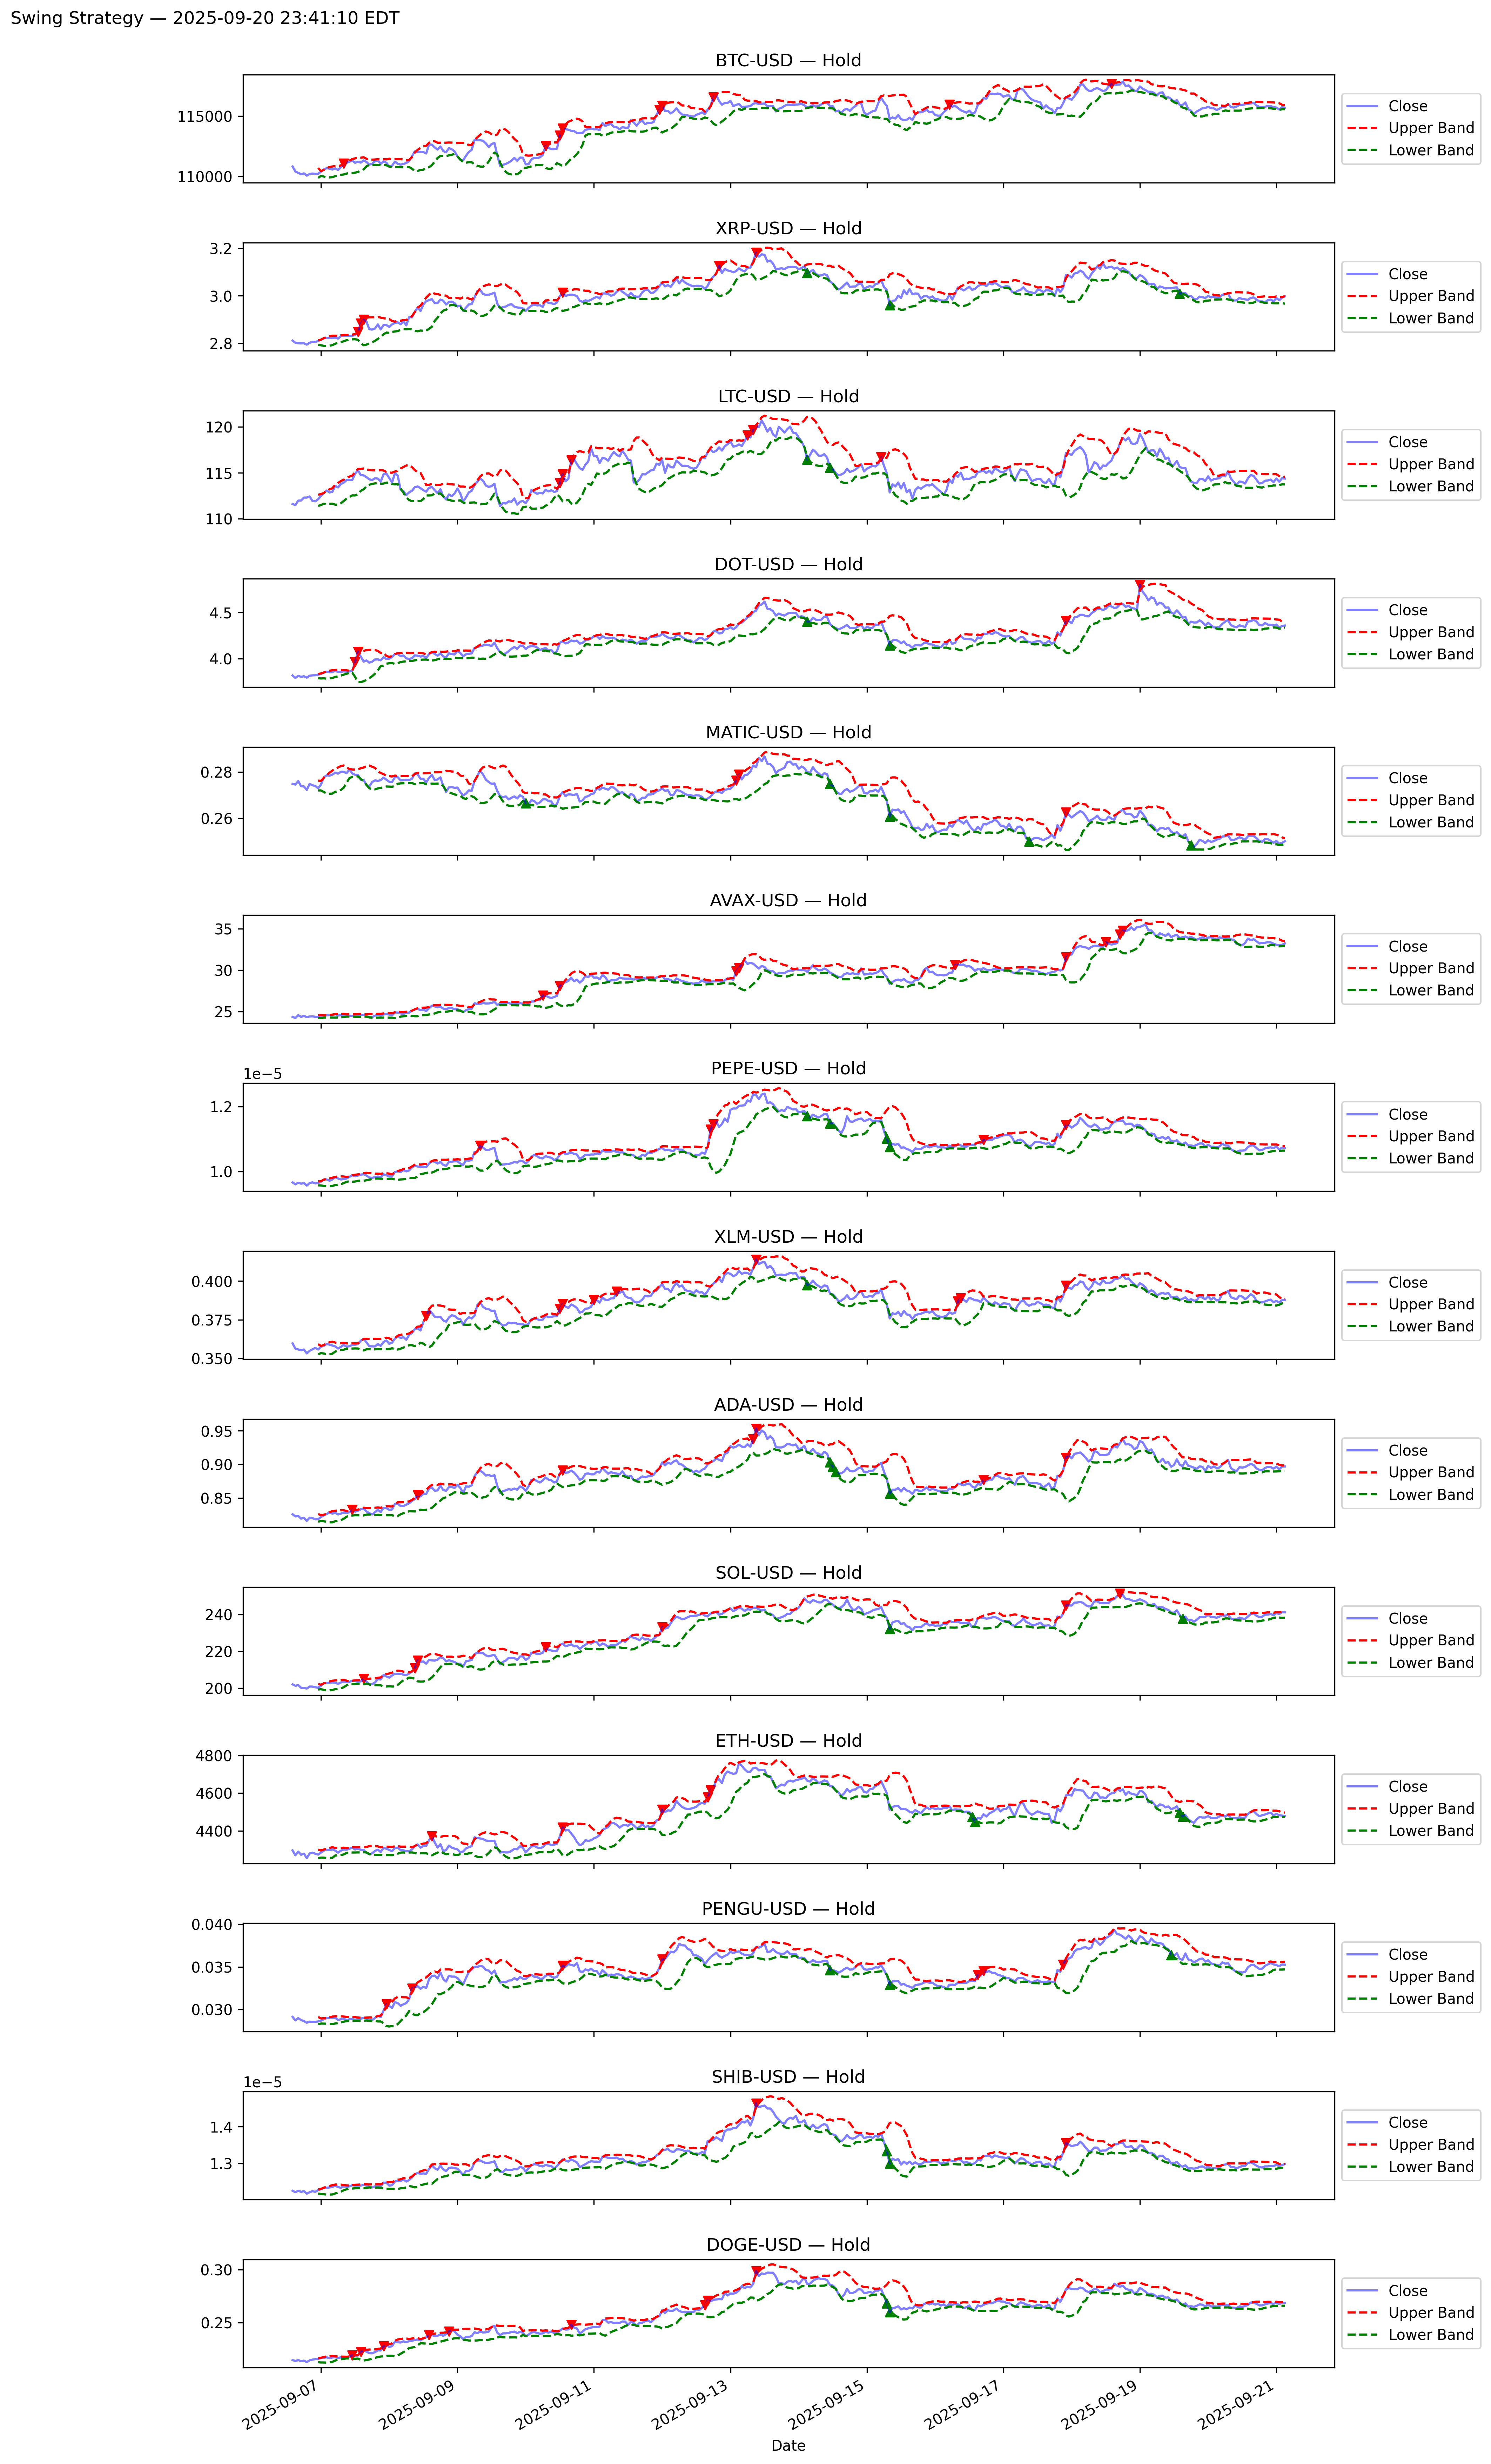 Swing Strategy — 2025-09-20 23:41:10 EDT
BTC-USD — Hold
115000
110000
Close
Upper Band
Lower Band
XRP-USD — Hold
3.2
3.0
2.8
Close
Upper Band
Lower Band
LTC-USD — Hold
120
115
110
Close
Upper Band
Lower Band
DOT-USD — Hold
4.5
4.0
Close
Upper Band
Lower Band
MATIC-USD — Hold
0.28
0.26
Close
Upper Band
Lower Band
AVAX-USD — Hold
35
30
25
Close
Upper Band
Lower Band
PEPE-USD — Hold
1e−5
1.2
1.0
Close
Upper Band
Lower Band
XLM-USD — Hold
0.400
0.375
0.350
Close
Upper Band
Lower Band
ADA-USD — Hold
0.95
0.90
0.85
Close
Upper Band
Lower Band
SOL-USD — Hold
240
220
200
Close
Upper Band
Lower Band
ETH-USD — Hold
4800
4600
4400
Close
Upper Band
Lower Band
PENGU-USD — Hold
0.040
0.035
0.030
Close
Upper Band
Lower Band
SHIB-USD — Hold
1e−5
1.4
1.3
Close
Upper Band
Lower Band
DOGE-USD — Hold
0.30
0.25
Close
Upper Band
Lower Band
2025-09-07
2025-09-09
2025-09-11
2025-09-13
2025-09-15
2025-09-17
2025-09-19
2025-09-21
Date